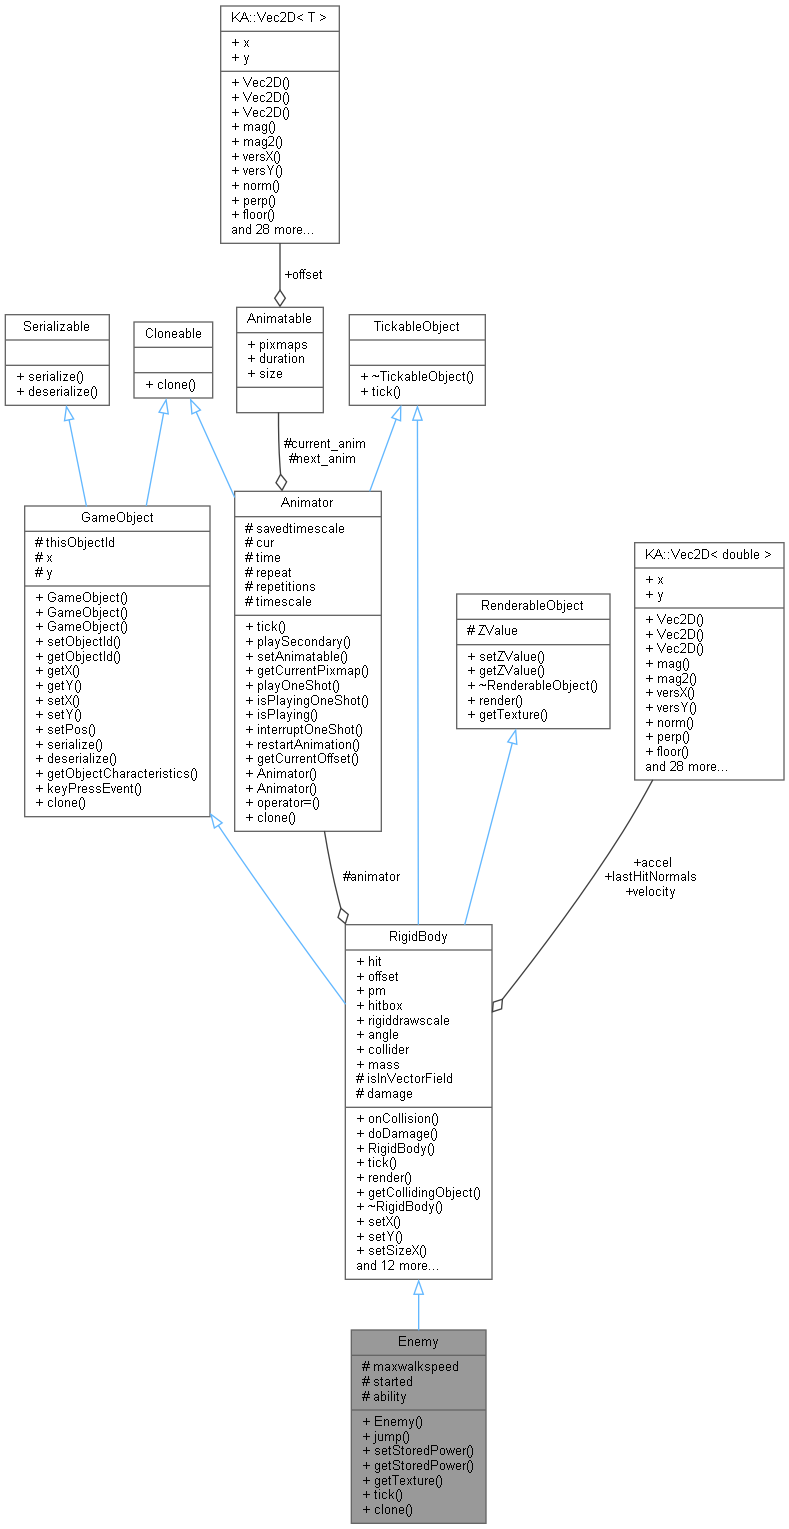 KA::Vec2D< T >
+ x
+ y
+ Vec2D()
+ Vec2D()
+ Vec2D()
+ mag()
+ mag2()
+ versX()
+ versY()
+ norm()
+ perp()
+ floor()
and 28 more...
+offset
Serializable
+ serialize()
+ deserialize()
Cloneable
+ clone()
Animatable
+ pixmaps
+ duration
+ size
TickableObject
+ ~TickableObject()
+ tick()
#current_anim
#next_anim
GameObject
# thisObjectId
# x
# y
+ GameObject()
+ GameObject()
+ GameObject()
+ setObjectId()
+ getObjectId()
+ getX()
+ getY()
+ setX()
+ setY()
+ setPos()
+ serialize()
+ deserialize()
+ getObjectCharacteristics()
+ keyPressEvent()
+ clone()
Animator
# savedtimescale
# cur
# time
# repeat
# repetitions
# timescale
+ tick()
+ playSecondary()
+ setAnimatable()
+ getCurrentPixmap()
+ playOneShot()
+ isPlayingOneShot()
+ isPlaying()
+ interruptOneShot()
+ restartAnimation()
+ getCurrentOffset()
+ Animator()
+ Animator()
+ operator=()
+ clone()
RenderableObject
# ZValue
+ setZValue()
+ getZValue()
+ ~RenderableObject()
+ render()
+ getTexture()
KA::Vec2D< double >
+ x
+ y
+ Vec2D()
+ Vec2D()
+ Vec2D()
+ mag()
+ mag2()
+ versX()
+ versY()
+ norm()
+ perp()
+ floor()
and 28 more...
#animator
+accel
+lastHitNormals
+velocity
RigidBody
+ hit
+ offset
+ pm
+ hitbox
+ rigiddrawscale
+ angle
+ collider
+ mass
# isInVectorField
# damage
+ onCollision()
+ doDamage()
+ RigidBody()
+ tick()
+ render()
+ getCollidingObject()
+ ~RigidBody()
+ setX()
+ setY()
+ setSizeX()
and 12 more...
Enemy
# maxwalkspeed
# started
# ability
+ Enemy()
+ jump()
+ setStoredPower()
+ getStoredPower()
+ getTexture()
+ tick()
+ clone()